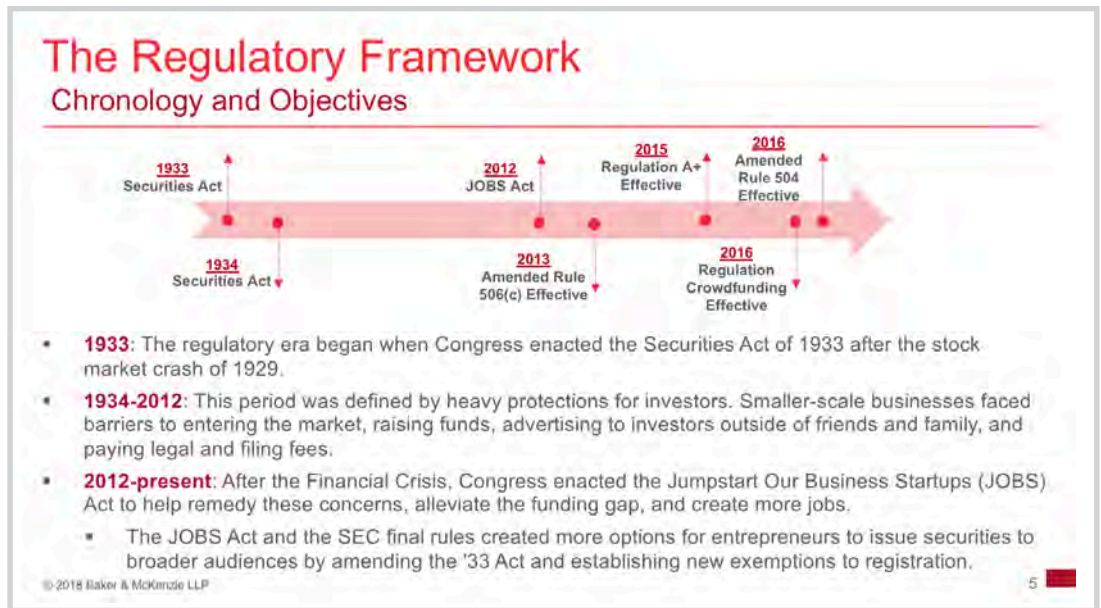 The Regulatory Framework
Chronology and Objectives
1933
Securities Act
2012
JOBS Act
2015
Regulation A+
Effective
2016
Amended
Rule 504
Effective
1934
Securities Act
2013
Amended Rule
506(c) Effective
2016
Regulation
Crowdfunding
Effective
▪ 1933: The regulatory era began when Congress enacted the Securities Act of 1933 after the stock
market crash of 1929.
▪ 1934-2012: This period was defined by heavy protections for investors. Smaller-scale businesses faced
barriers to entering the market, raising funds, advertising to investors outside of friends and family, and
paying legal and filing fees.
▪ 2012-present: After the Financial Crisis, Congress enacted the Jumpstart Our Business Startups (JOBS)
Act to help remedy these concerns, alleviate the funding gap, and create more jobs.
▪ The JOBS Act and the SEC final rules created more options for entrepreneurs to issue securities to
broader audiences by amending the '33 Act and establishing new exemptions to registration.
© 2018 Baker & McKenzie LLP
5